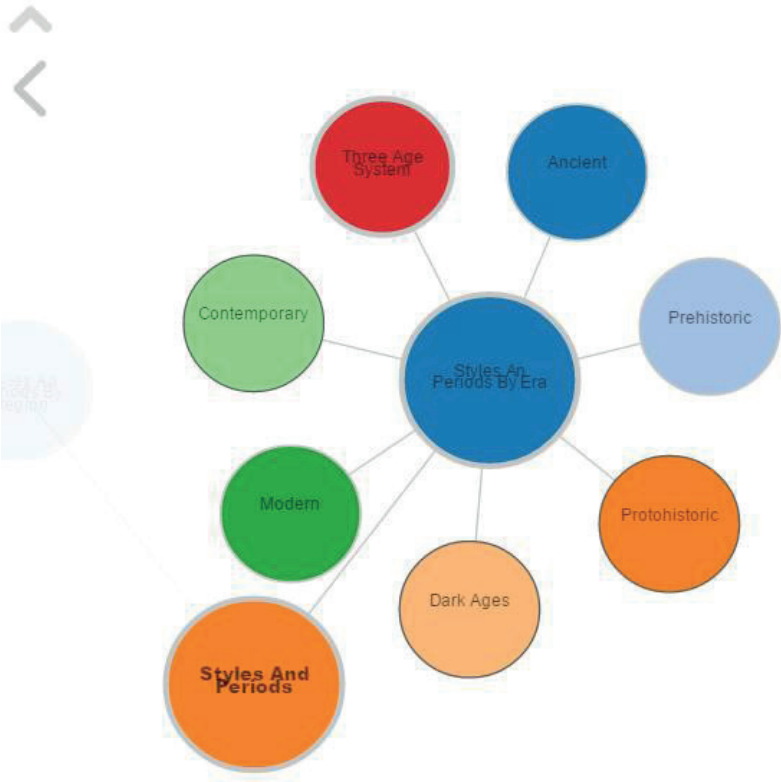 Three Age
System
Ancient
Contemporary
Prehistoric
Styles An
Periods By Era
Modern
Protohistoric
Dark Ages
Styles And
Periods